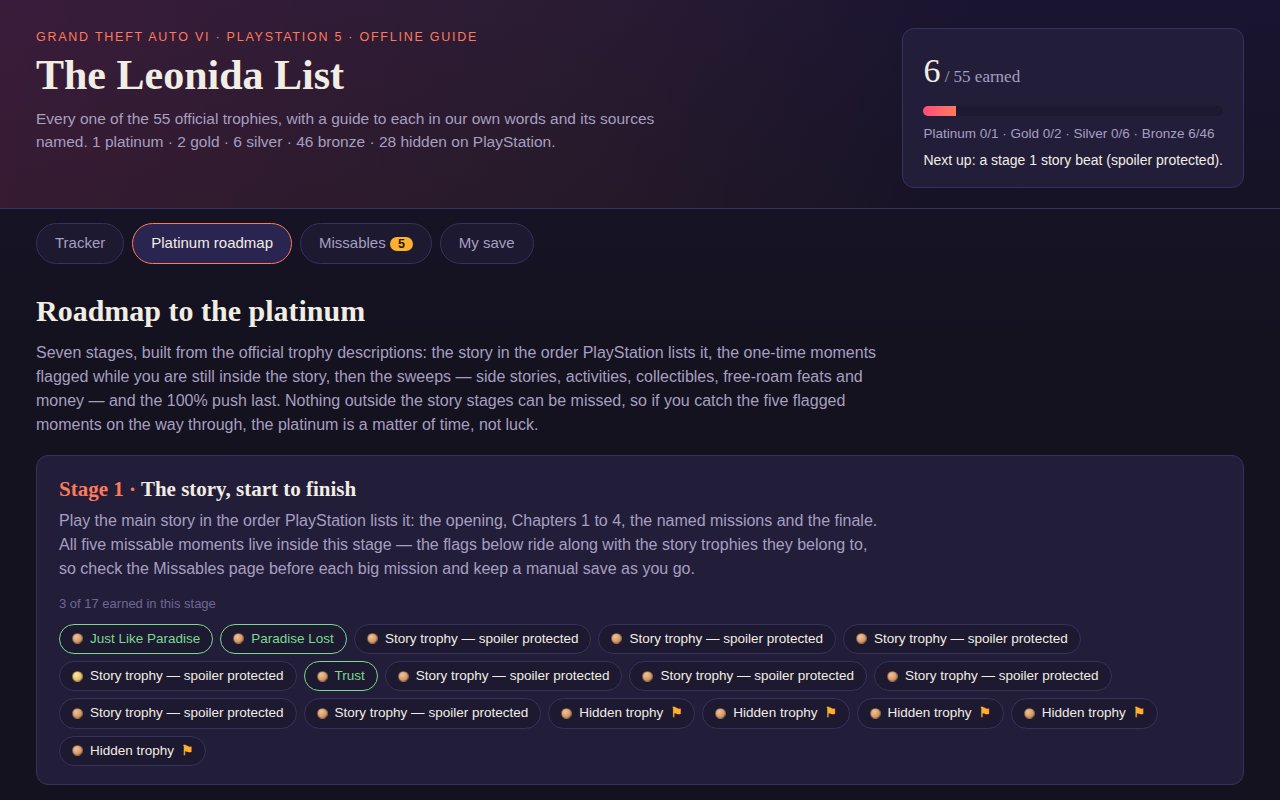 GRAND THEFT AUTO VI · PLAYSTATION 5 · OFFLINE GUIDE
The Leonida List
Every one of the 55 official trophies, with a guide to each in our own words and its sources
named. 1 platinum · 2 gold · 6 silver · 46 bronze · 28 hidden on PlayStation.
6 / 55 earned
Platinum 0/1 · Gold 0/2 · Silver 0/6 · Bronze 6/46
Next up: a stage 1 story beat (spoiler protected).
Tracker
Platinum roadmap
Missables 5
My save
Roadmap to the platinum
Seven stages, built from the official trophy descriptions: the story in the order PlayStation lists it, the one-time moments
flagged while you are still inside the story, then the sweeps — side stories, activities, collectibles, free-roam feats and
money — and the 100% push last. Nothing outside the story stages can be missed, so if you catch the five flagged
moments on the way through, the platinum is a matter of time, not luck.
Stage 1 · The story, start to finish
Play the main story in the order PlayStation lists it: the opening, Chapters 1 to 4, the named missions and the finale.
All five missable moments live inside this stage — the flags below ride along with the story trophies they belong to,
so check the Missables page before each big mission and keep a manual save as you go.
3 of 17 earned in this stage
Just Like Paradise
Paradise Lost
Story trophy — spoiler protected
Story trophy — spoiler protected
Story trophy — spoiler protected
Story trophy — spoiler protected
Trust
Story trophy — spoiler protected
Story trophy — spoiler protected
Story trophy — spoiler protected
Story trophy — spoiler protected
Story trophy — spoiler protected
Hidden trophy ⚑
Hidden trophy ⚑
Hidden trophy ⚑
Hidden trophy ⚑
Hidden trophy ⚑